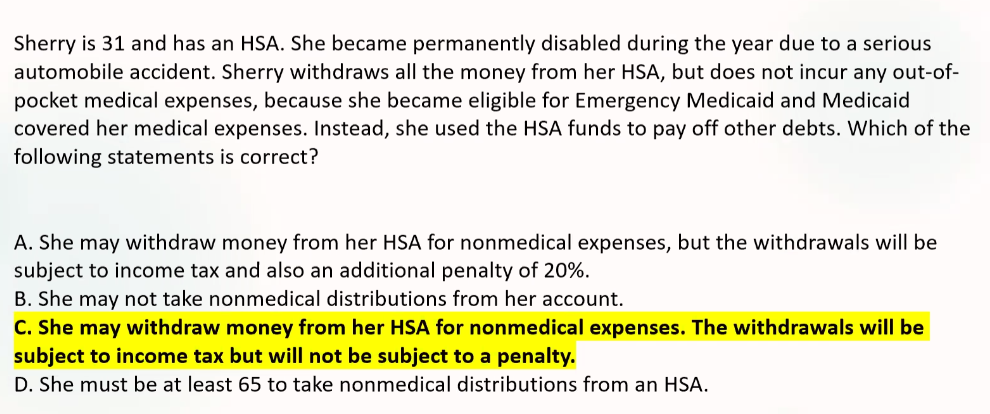 Sherry is 31 and has an HSA. She became permanently disabled during the year due to a serious
automobile accident. Sherry withdraws all the money from her HSA, but does not incur any out-of-
pocket medical expenses, because she became eligible for Emergency Medicaid and Medicaid
covered her medical expenses. Instead, she used the HSA funds to pay off other debts. Which of the
following statements is correct?
A. She may withdraw money from her HSA for nonmedical expenses, but the withdrawals will be
subject to income tax and also an additional penalty of 20%.
B. She may not take nonmedical distributions from her account.
C. She may withdraw money from her HSA for nonmedical expenses. The withdrawals will be
subject to income tax but will not be subject to a penalty.
D. She must be at least 65 to take nonmedical distributions from an HSA.